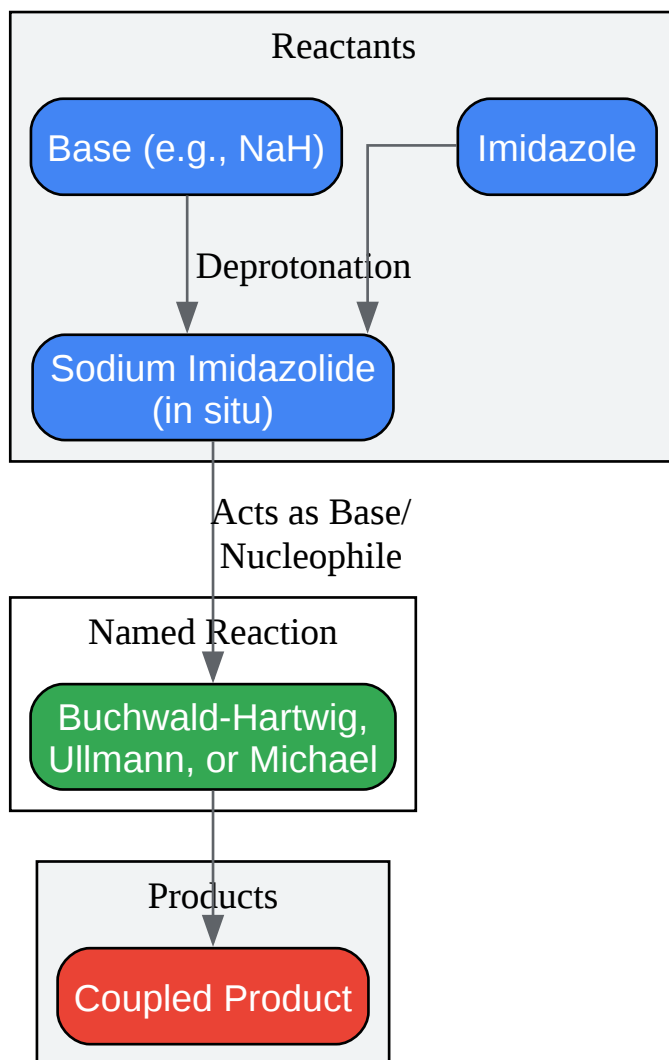 Reactants
Base (e.g., NaH)
Imidazole
Deprotonation
Sodium Imidazolide
(in situ)
Acts as Base/
Nucleophile
Named Reaction
Buchwald-Hartwig,
Ullmann, or Michael
Products
Coupled Product